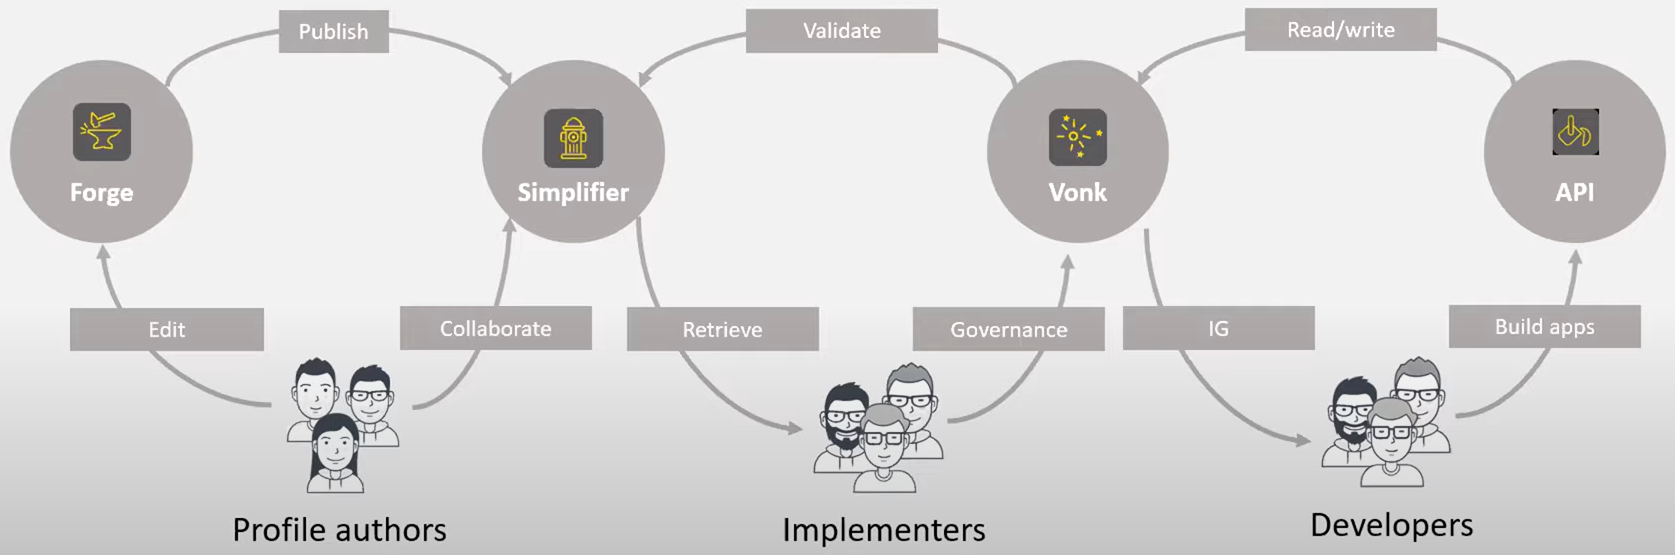 Publish
Validate
Read/write
Forge
Simplifier
Vonk
API
Edit
Collaborate
Retrieve
Governance
IG
Build apps
Profile authors
Implementers
Developers